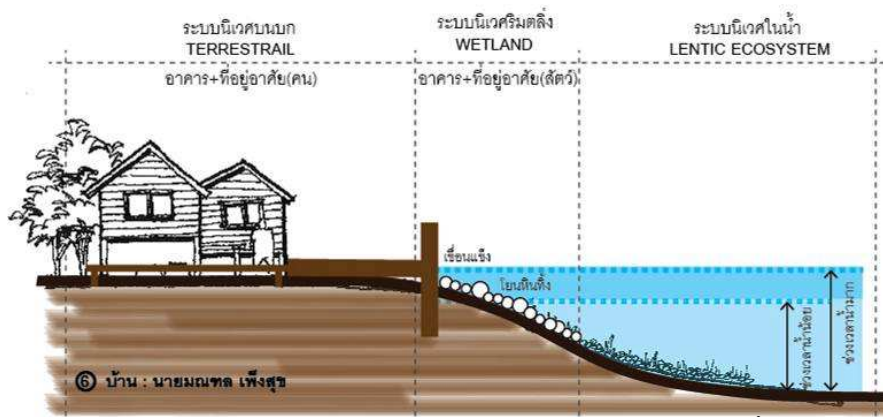 ระบบนิเวศบนบก
TERRESTRAIL
ระบบนิเวศริมตลิ่ง
WETLAND
ระบบนิเวศในน้ำ
LENTIC ECOSYSTEM
อาคาร+ที่อยู่อาศัย(คน)
อาคาร+ที่อยู่อาศัย(สัตว์)
เขื่อนแข็ง
โยนหินทิ้ง
ช่วงเวลาน้ำน้อย
ช่วงเวลาน้ำมาก
⑥ บ้าน : นายมณฑล เพ็งสุข